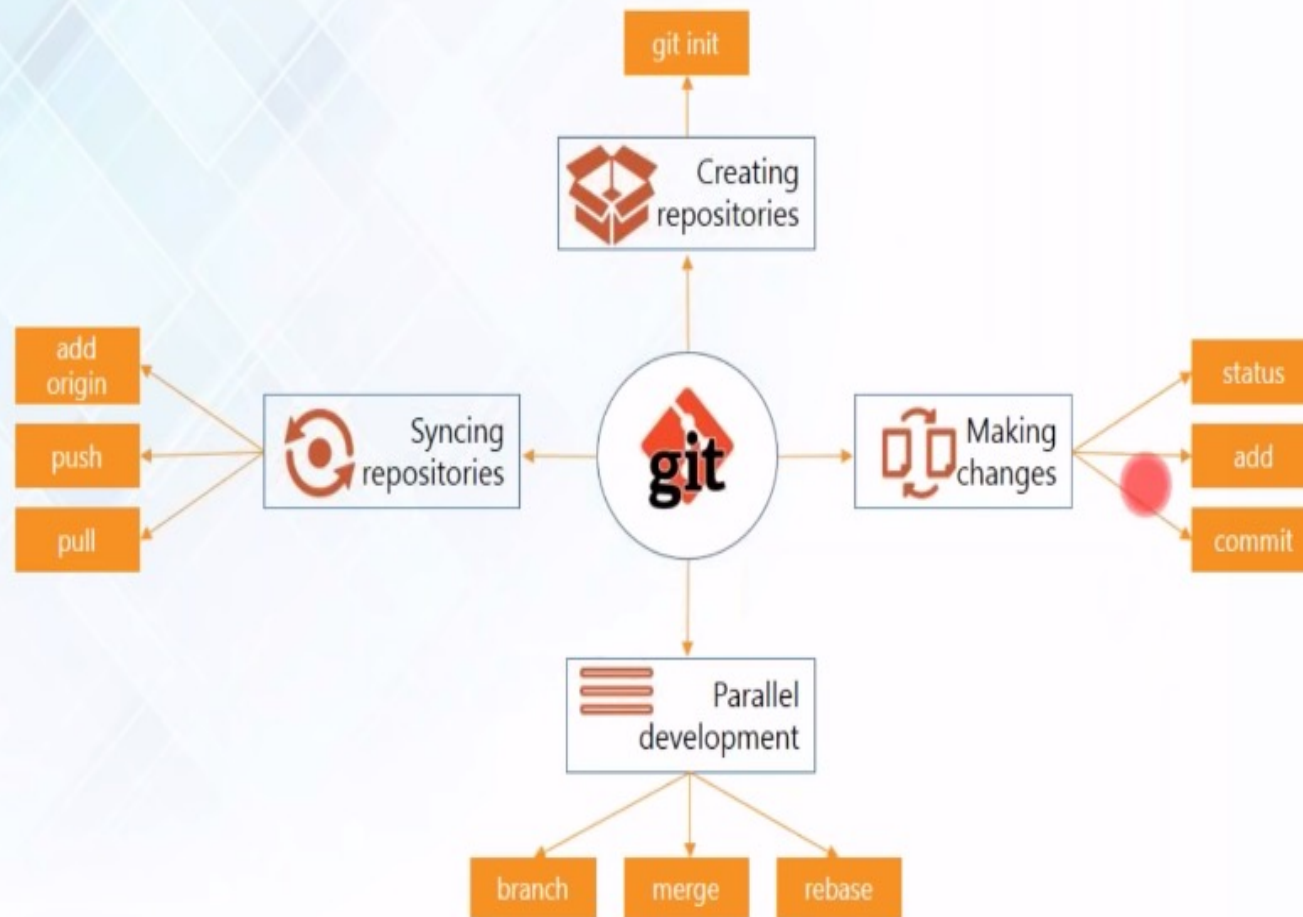 git init
Creating
repositories
add
origin
push
pull
Syncing
repositories
git
Making
changes
status
add
commit
Parallel
development
branch
merge
rebase